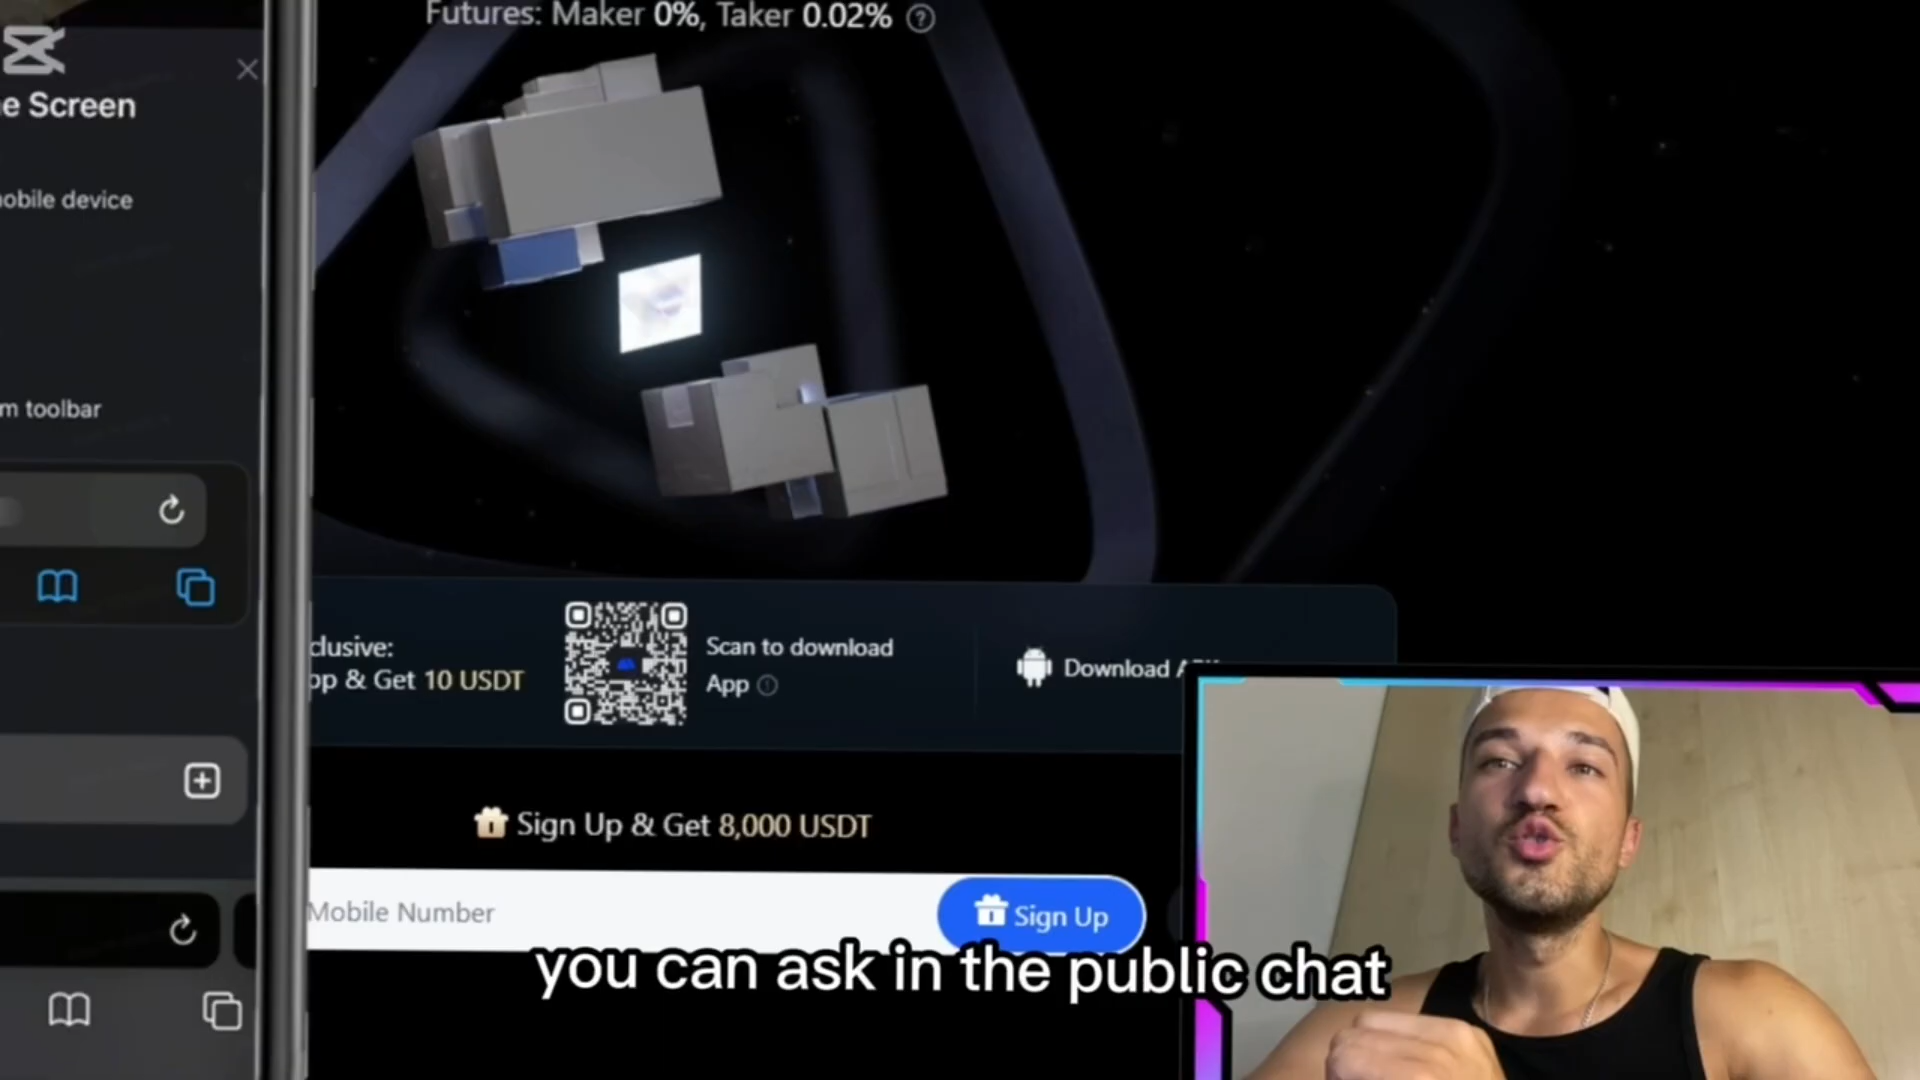 Futures: Maker 0%, Taker 0.02%
e Screen
obile device
m toolbar
clusive:
pp & Get 10 USDT
Scan to download
App
Download
Sign Up & Get 8,000 USDT
Mobile Number
Sign Up
you can ask in the public chat